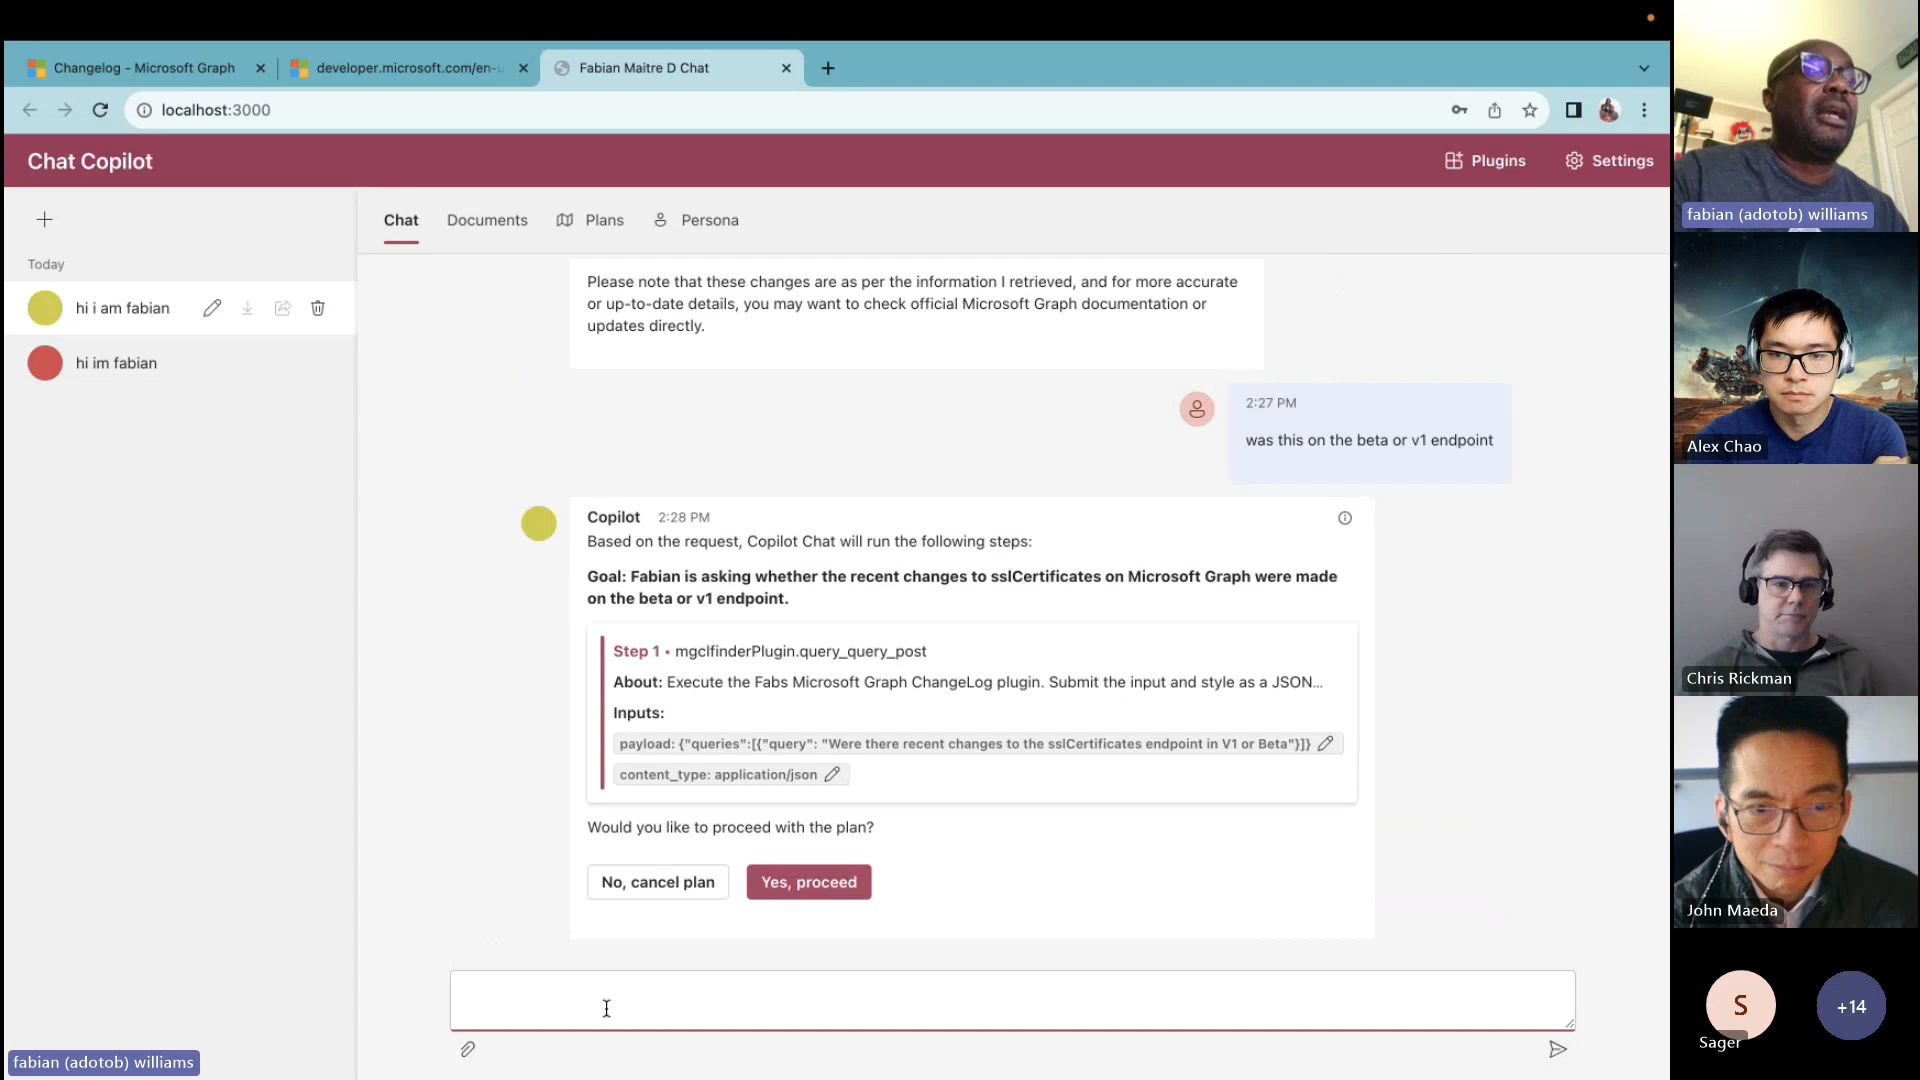 Changelog - Microsoft Graph
developer.microsoft.com/en-u
Fabian Maitre D Chat
localhost:3000
Chat Copilot
Plugins
Settings
Chat
Documents
Plans
Persona
Today
hi i am fabian
hi im fabian
Please note that these changes are as per the information I retrieved, and for more accurate
or up-to-date details, you may want to check official Microsoft Graph documentation or
updates directly.
2:27 PM
was this on the beta or v1 endpoint
Copilot 2:28 PM
Based on the request, Copilot Chat will run the following steps:
Goal: Fabian is asking whether the recent changes to sslCertificates on Microsoft Graph were made
on the beta or v1 endpoint.
Step 1 • mgclfinderPlugin.query_query_post
About: Execute the Fabs Microsoft Graph ChangeLog plugin. Submit the input and style as a JSON...
Inputs:
payload: {"queries":[{"query": "Were there recent changes to the sslCertificates endpoint in V1 or Beta"}]}
content_type: application/json
Would you like to proceed with the plan?
No, cancel plan
Yes, proceed
fabian (adotob) williams
fabian (adotob) williams
Alex Chao
Chris Rickman
John Maeda
S
Sager
+14